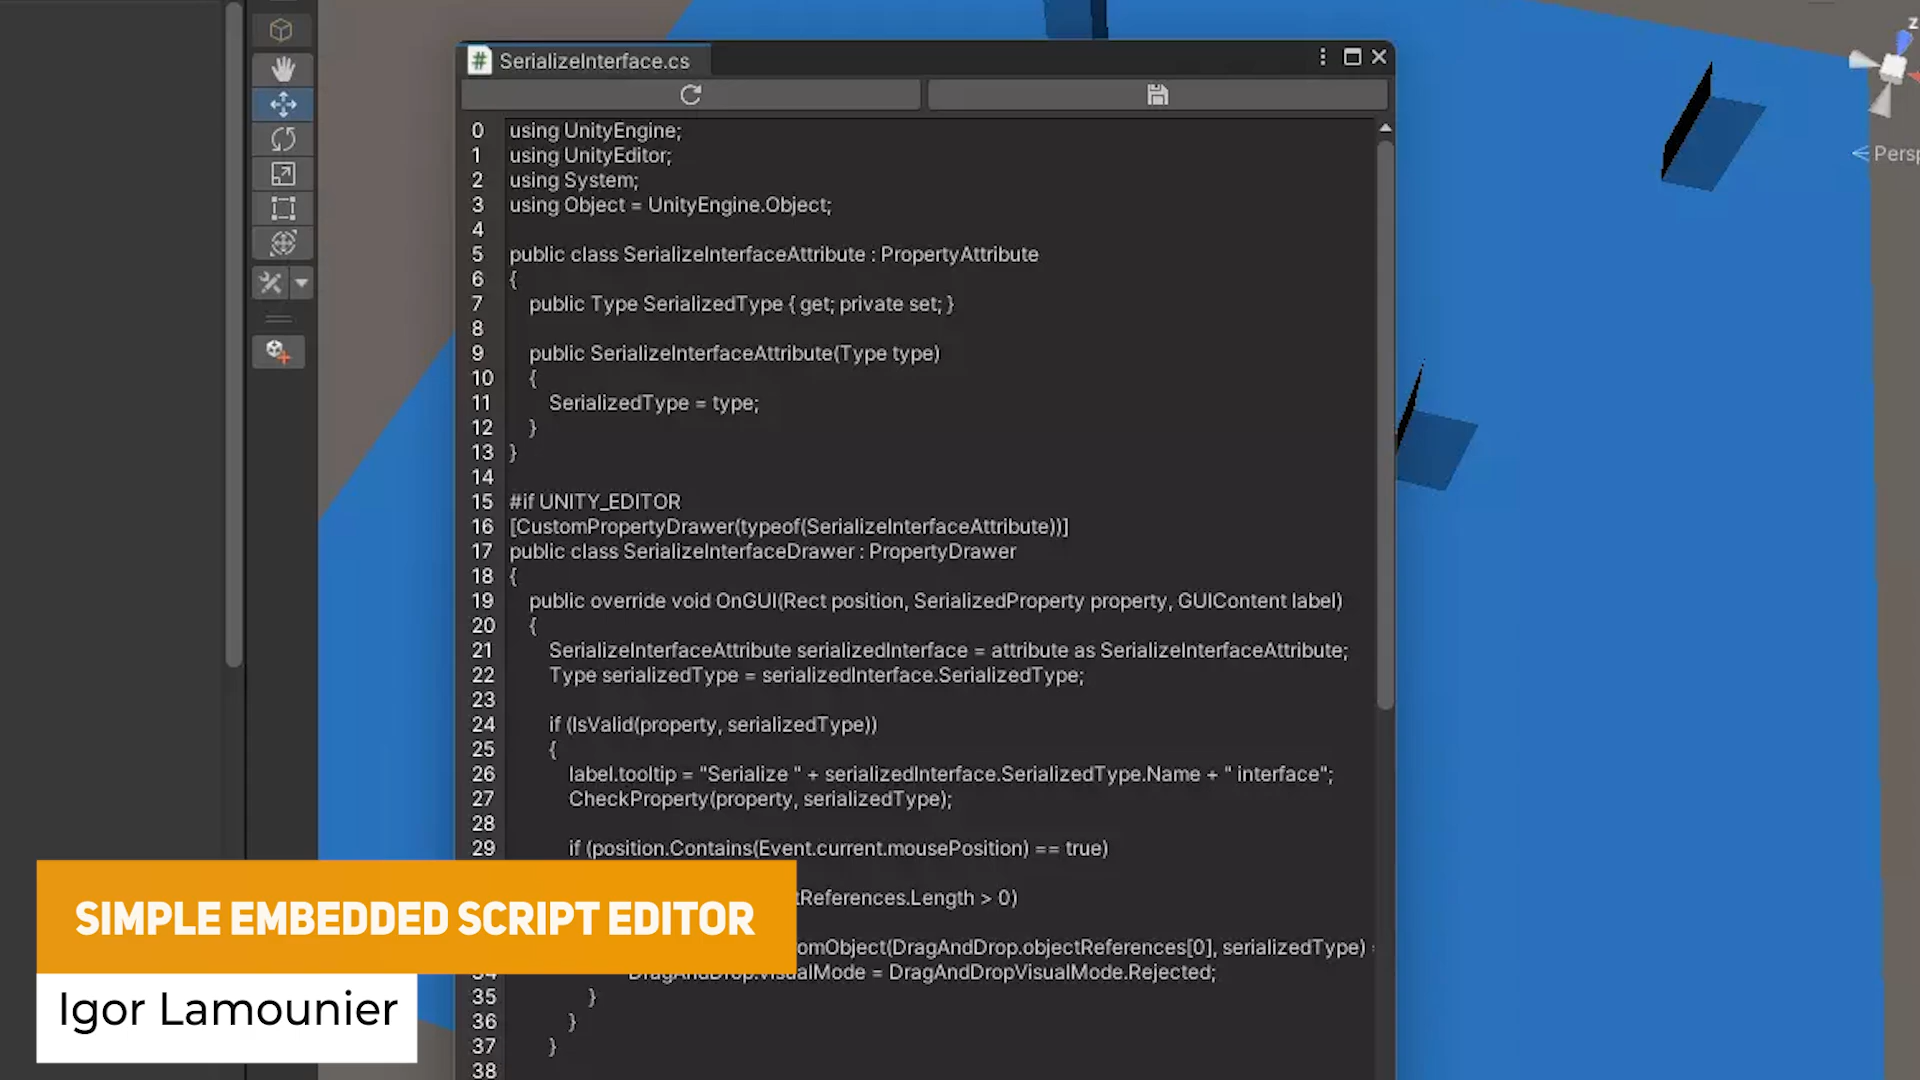 SerializeInterface.cs
0 using UnityEngine;
1 using UnityEditor;
2 using System;
3 using Object = UnityEngine.Object;
4
5 public class SerializeInterfaceAttribute : PropertyAttribute
6 {
7 public Type SerializedType { get; private set; }
8
9 public SerializeInterfaceAttribute(Type type)
10 {
11 SerializedType = type;
12 }
13 }
14
15 #if UNITY_EDITOR
16 [CustomPropertyDrawer(typeof(SerializeInterfaceAttribute))]
17 public class SerializeInterfaceDrawer : PropertyDrawer
18 {
19 public override void OnGUI(Rect position, SerializedProperty property, GUIContent label)
20 {
21 SerializeInterfaceAttribute serializedInterface = attribute as SerializeInterfaceAttribute;
22 Type serializedType = serializedInterface.SerializedType;
23
24 if (IsValid(property, serializedType))
25 {
26 label.tooltip = "Serialize " + serializedInterface.SerializedType.Name + " interface";
27 CheckProperty(property, serializedType);
28
29 if (position.Contains(Event.current.mousePosition) == true)
tReferences.Length > 0)
omObject(DragAndDrop.objectReferences[0], serializedType)
34 DragAndDrop.visualMode = DragAndDropVisualMode.Rejected;
35 }
36 }
37 }
38
z
Persp
SIMPLE EMBEDDED SCRIPT EDITOR
Igor Lamounier